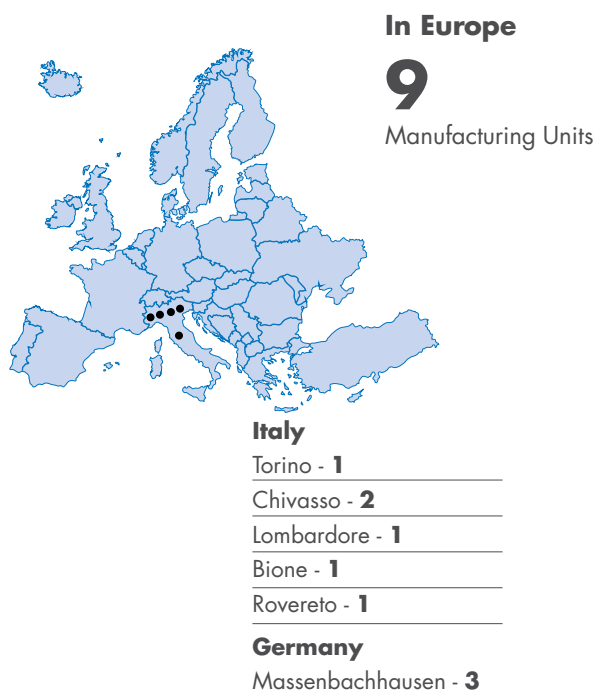 In Europe
9
Manufacturing Units
Italy
Torino - 1
Chivasso - 2
Lombardore - 1
Bione - 1
Rovereto - 1
Germany
Massenbachhausen - 3